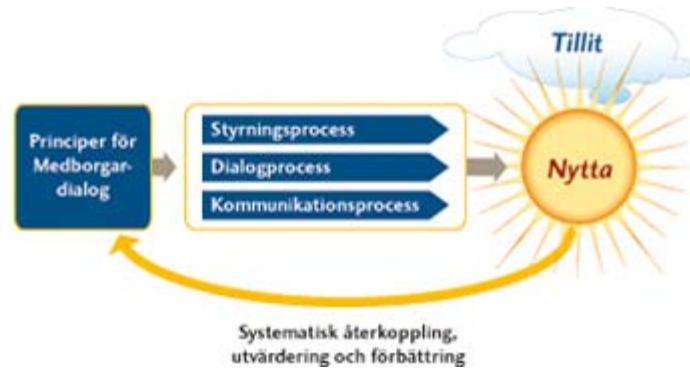 Tillit
Principer för
Medborgar-
dialog
Styrningsprocess
Dialogprocess
Kommunikationsprocess
Nytta
Systematisk återkoppling,
utvärdering och förbättring